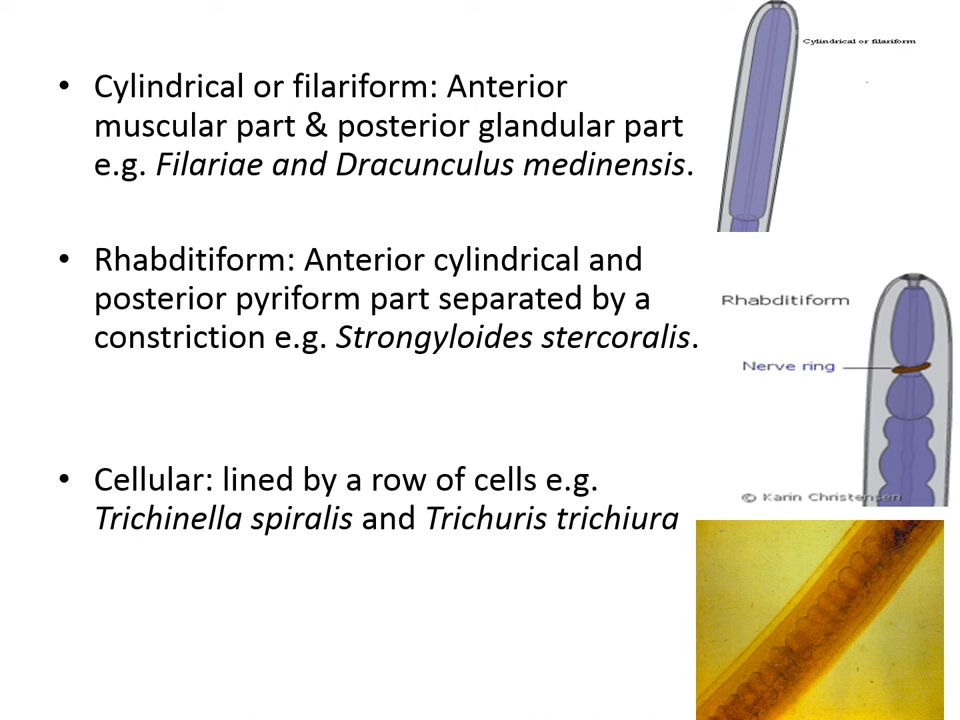 • Cylindrical or filariform: Anterior
muscular part & posterior glandular part
e.g. Filariae and Dracunculus medinensis.
Cylindrical or filariform
• Rhabditiform: Anterior cylindrical and
posterior pyriform part separated by a
constriction e.g. Strongyloides stercoralis.
Rhabditiform
Nerve ring
© Karin Christensen
• Cellular: lined by a row of cells e.g.
Trichinella spiralis and Trichuris trichiura